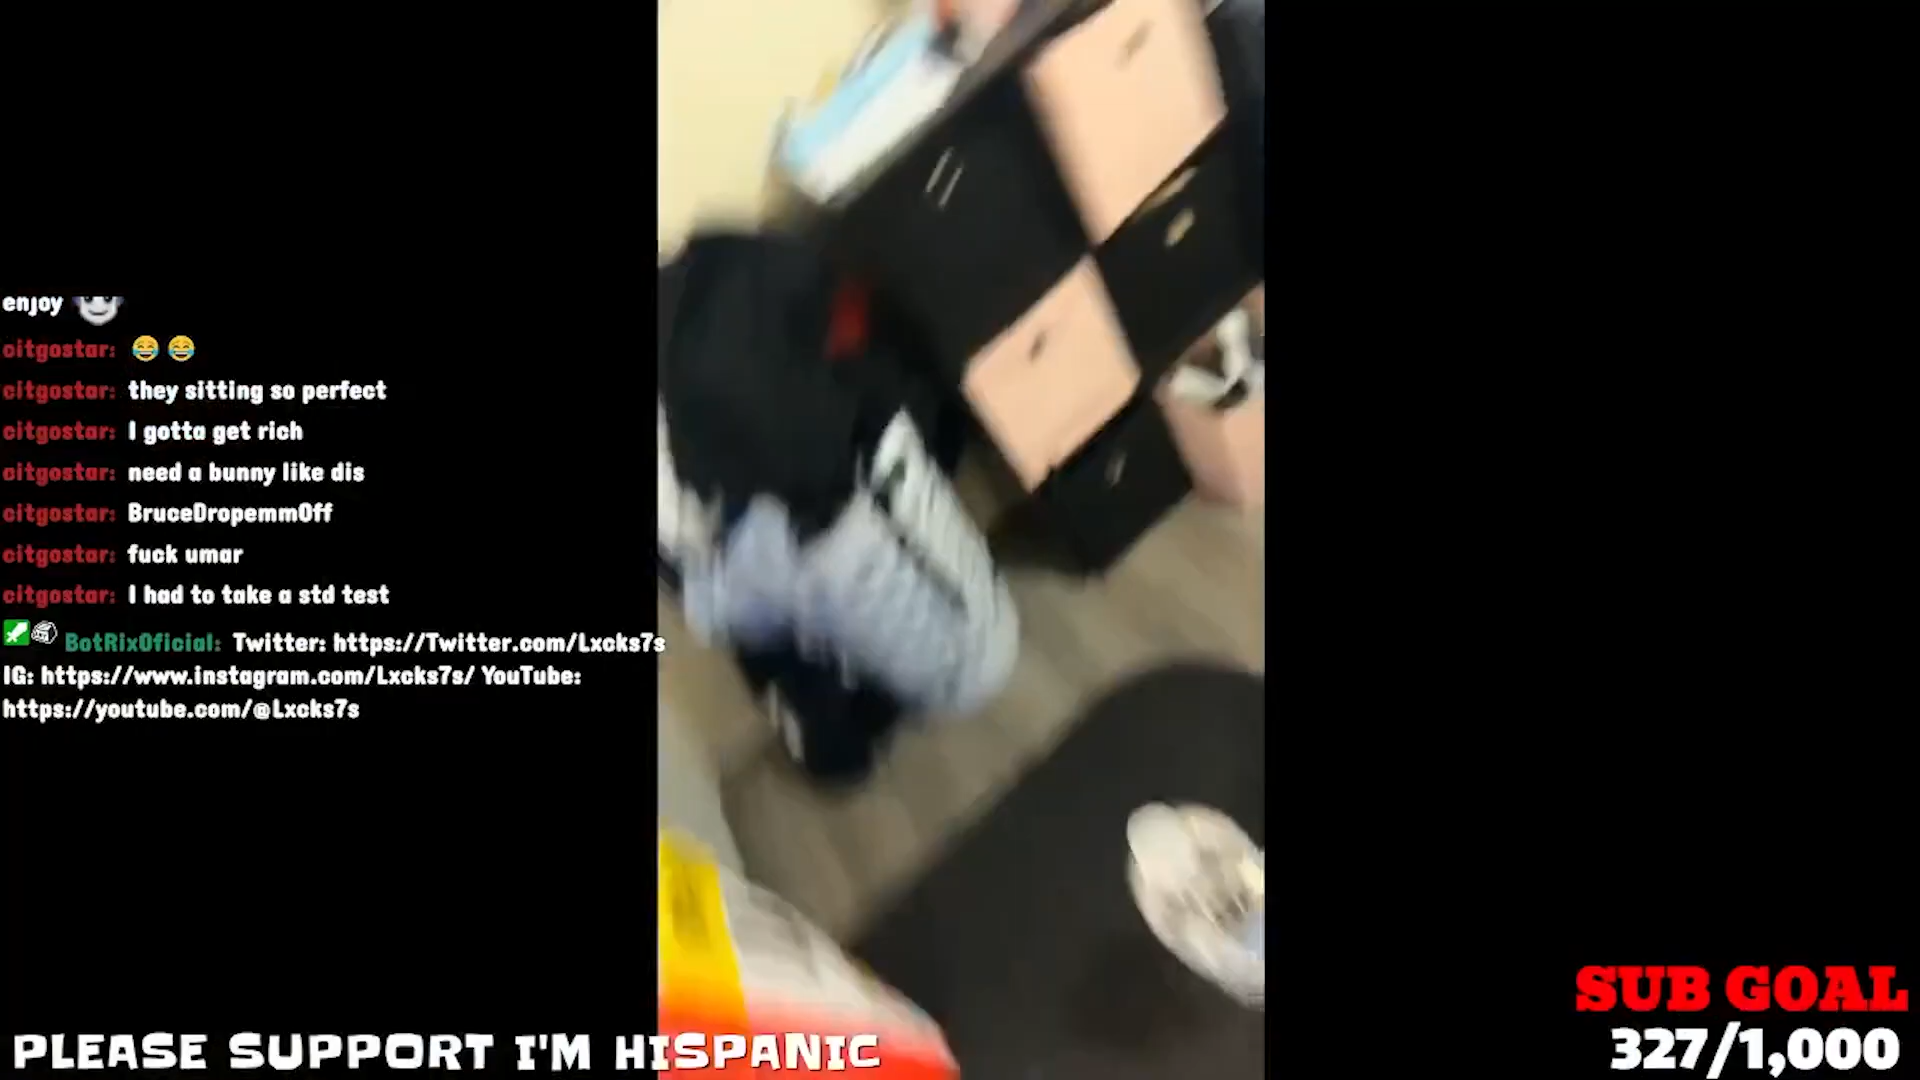 enjoy
citgostar: 😂 😂
citgostar: they sitting so perfect
citgostar: I gotta get rich
citgostar: need a bunny like dis
citgostar: BruceDropemmOff
citgostar: fuck umar
citgostar: I had to take a std test
BotRixOficial: Twitter: https://Twitter.com/Lxcks7s
IG: https://www.instagram.com/Lxcks7s/ YouTube:
https://youtube.com/@Lxcks7s
PLEASE SUPPORT I'M HISPANIC
SUB GOAL
327/1,000